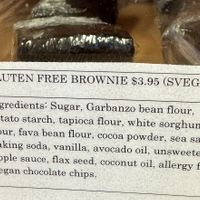 LUTEN FREE BROWNIE $3.95 (SVEG
gredients: Sugar, Garbanzo bean flour,
tato starch, tapioca flour, white sorghum
our, fava bean flour, cocoa powder, sea sa
aking soda, vanilla, avocado oil, unsweete
pple sauce, flax seed, coconut oil, allergy f
egan chocolate chips.